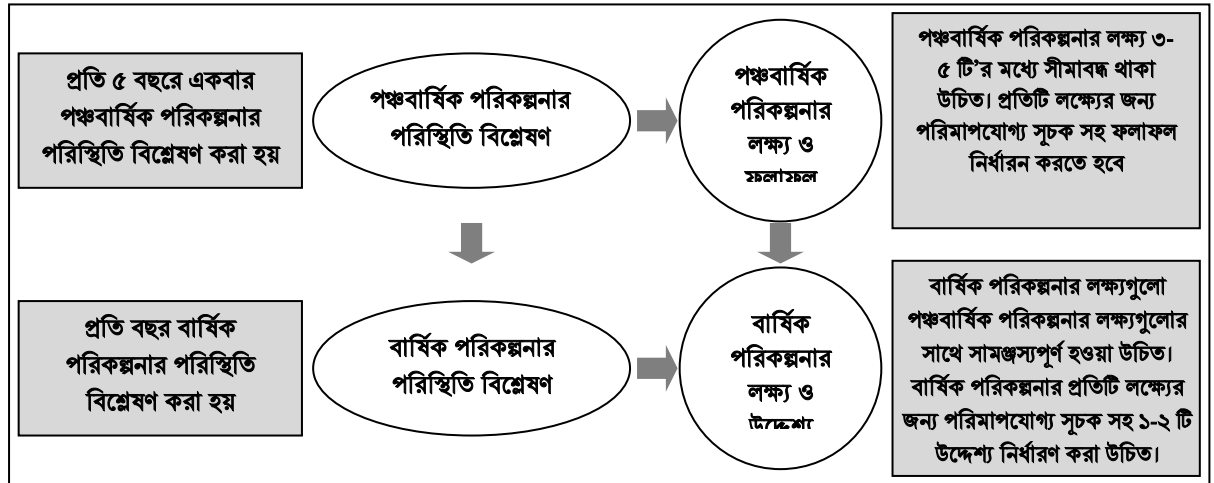 প্রতি ৫ বছরে একবার
পঞ্চবার্ষিক পরিকল্পনার
পরিস্থিতি বিশ্লেষণ করা হয়
পঞ্চবার্ষিক পরিকল্পনার
পরিস্থিতি বিশ্লেষণ
পঞ্চবার্ষিক
পরিকল্পনার
লক্ষ্য ও
ফলাফল
পঞ্চবার্ষিক পরিকল্পনার লক্ষ্য ৩-
৫ টি’র মধ্যে সীমাবদ্ধ থাকা
উচিত। প্রতিটি লক্ষ্যের জন্য
পরিমাপযোগ্য সূচক সহ ফলাফল
নির্ধারন করতে হবে
প্রতি বছর বার্ষিক
পরিকল্পনার পরিস্থিতি
বিশ্লেষণ করা হয়
বার্ষিক পরিকল্পনার
পরিস্থিতি বিশ্লেষণ
বার্ষিক
পরিকল্পনার
লক্ষ্য ও
উদ্দেশ্য
বার্ষিক পরিকল্পনার লক্ষ্যগুলো
পঞ্চবার্ষিক পরিকল্পনার লক্ষ্যগুলোর
সাথে সামঞ্জস্যপূর্ণ হওয়া উচিত।
বার্ষিক পরিকল্পনার প্রতিটি লক্ষ্যের
জন্য পরিমাপযোগ্য সূচক সহ ১-২ টি
উদ্দেশ্য নির্ধারণ করা উচিত।